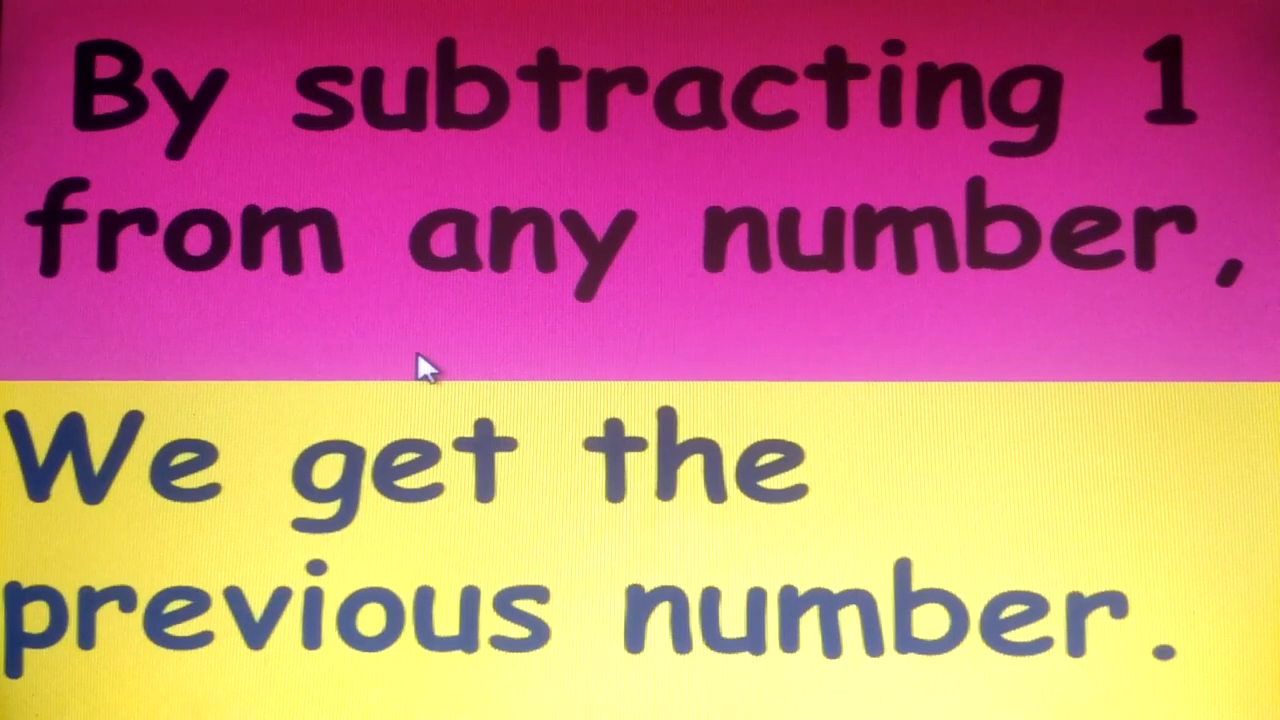 By subtracting 1
from any number,
We get the
previous number.